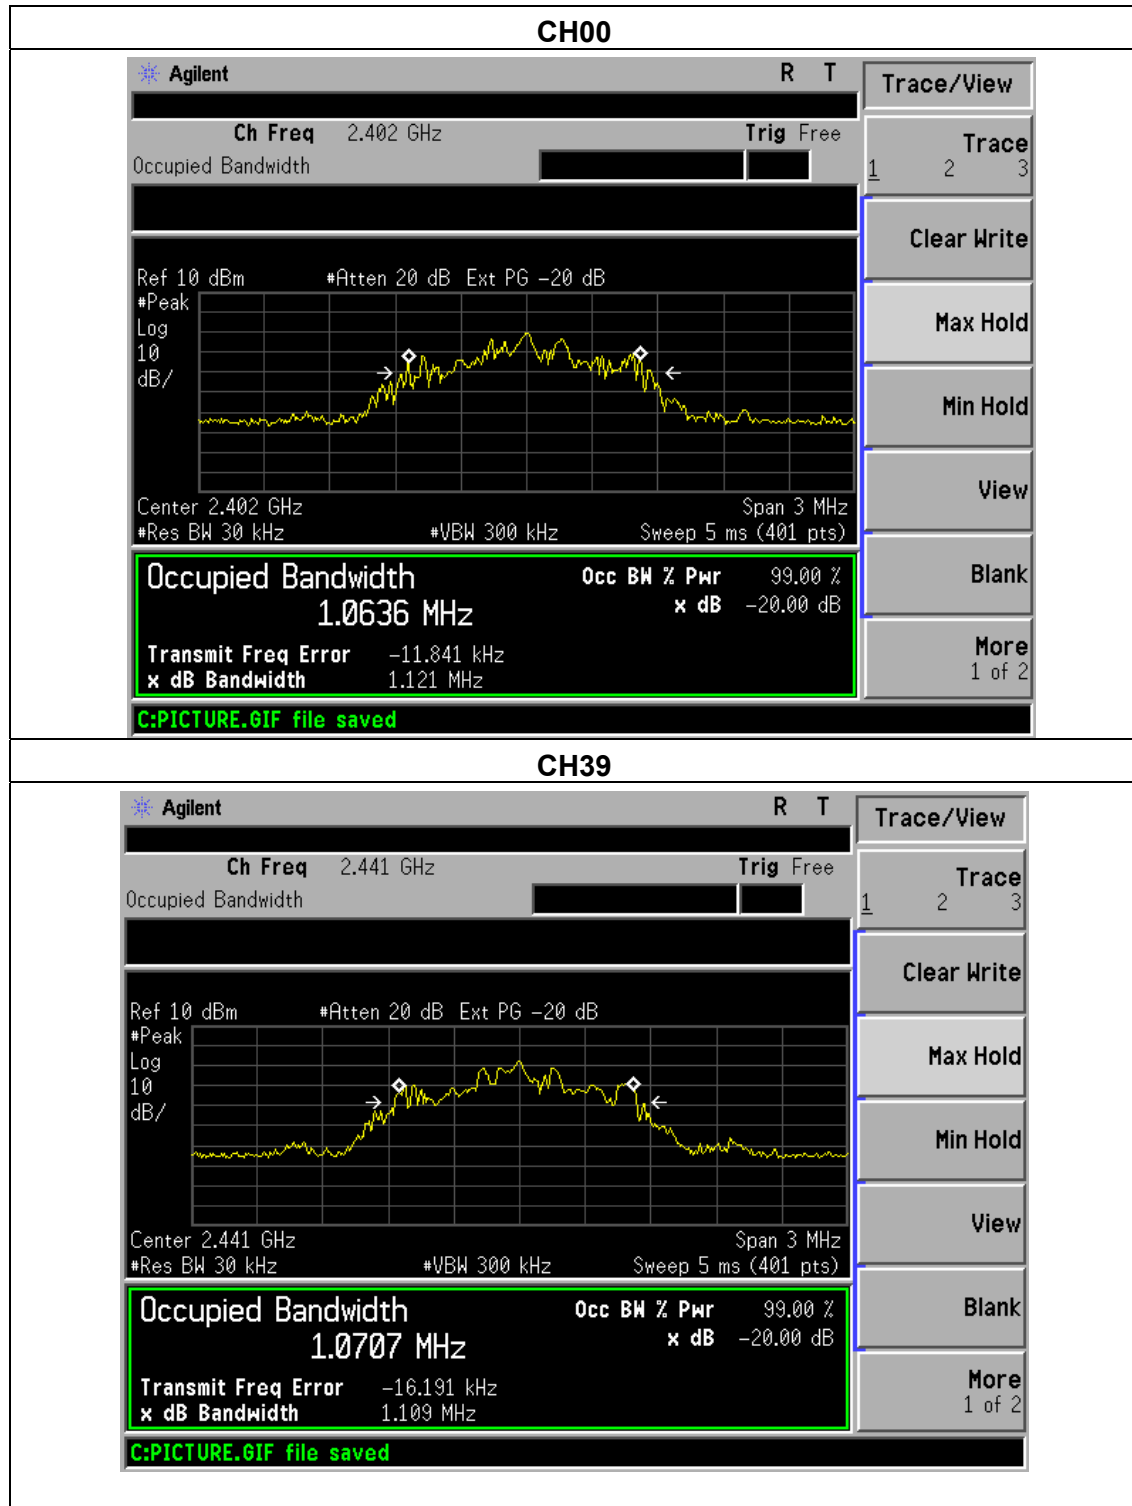 CH00
Agilent R T
Trace/View
Ch Freq 2.402 GHz Trig Free
Occupied Bandwidth
Trace
1 2 3
Clear Write
Ref 10 dBm #Atten 20 dB Ext PG −20 dB
#Peak
Log
10
dB/
Max Hold
Min Hold
View
Center 2.402 GHz Span 3 MHz
#Res BW 30 kHz #VBW 300 kHz Sweep 5 ms (401 pts)
Occupied Bandwidth Occ BW % Pwr 99.00 %
1.0636 MHz x dB −20.00 dB
Blank
Transmit Freq Error −11.841 kHz
x dB Bandwidth 1.121 MHz
More
1 of 2
C:PICTURE.GIF file saved
CH39
Agilent R T
Trace/View
Ch Freq 2.441 GHz Trig Free
Occupied Bandwidth
Trace
1 2 3
Clear Write
Ref 10 dBm #Atten 20 dB Ext PG −20 dB
#Peak
Log
10
dB/
Max Hold
Min Hold
View
Center 2.441 GHz Span 3 MHz
#Res BW 30 kHz #VBW 300 kHz Sweep 5 ms (401 pts)
Occupied Bandwidth Occ BW % Pwr 99.00 %
1.0707 MHz x dB −20.00 dB
Blank
Transmit Freq Error −16.191 kHz
x dB Bandwidth 1.109 MHz
More
1 of 2
C:PICTURE.GIF file saved